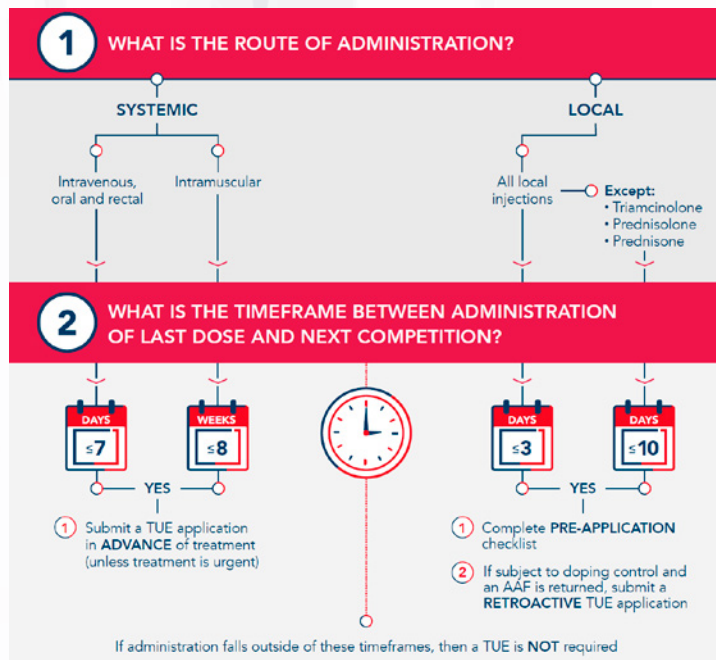 1
WHAT IS THE ROUTE OF ADMINISTRATION?
SYSTEMIC
LOCAL
Intravenous,
oral and rectal
Intramuscular
All local
injections
Except:
• Triamcinolone
• Prednisolone
• Prednisone
2
WHAT IS THE TIMEFRAME BETWEEN ADMINISTRATION
OF LAST DOSE AND NEXT COMPETITION?
DAYS
≤7
WEEKS
≤8
DAYS
≤3
DAYS
≤10
YES
1 Submit a TUE application
in ADVANCE of treatment
(unless treatment is urgent)
YES
1 Complete PRE-APPLICATION
checklist
2 If subject to doping control and
an AAF is returned, submit a
RETROACTIVE TUE application
If administration falls outside of these timeframes, then a TUE is NOT required